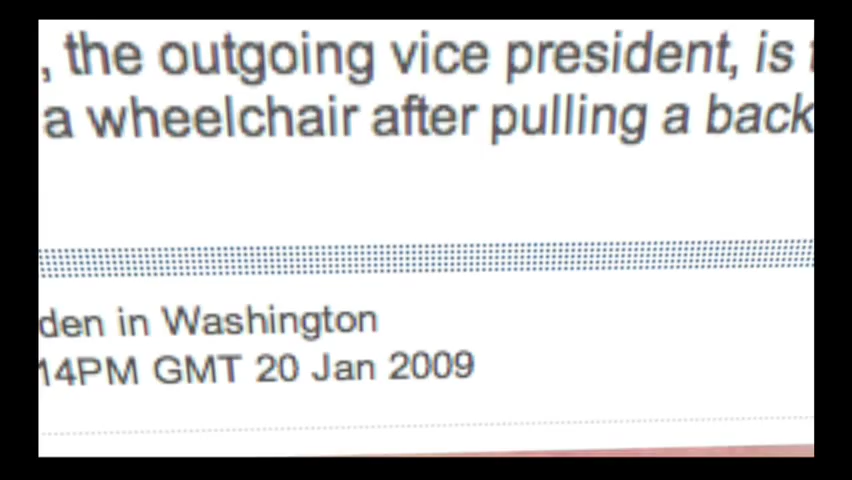 , the outgoing vice president, is
a wheelchair after pulling a back
den in Washington
14PM GMT 20 Jan 2009